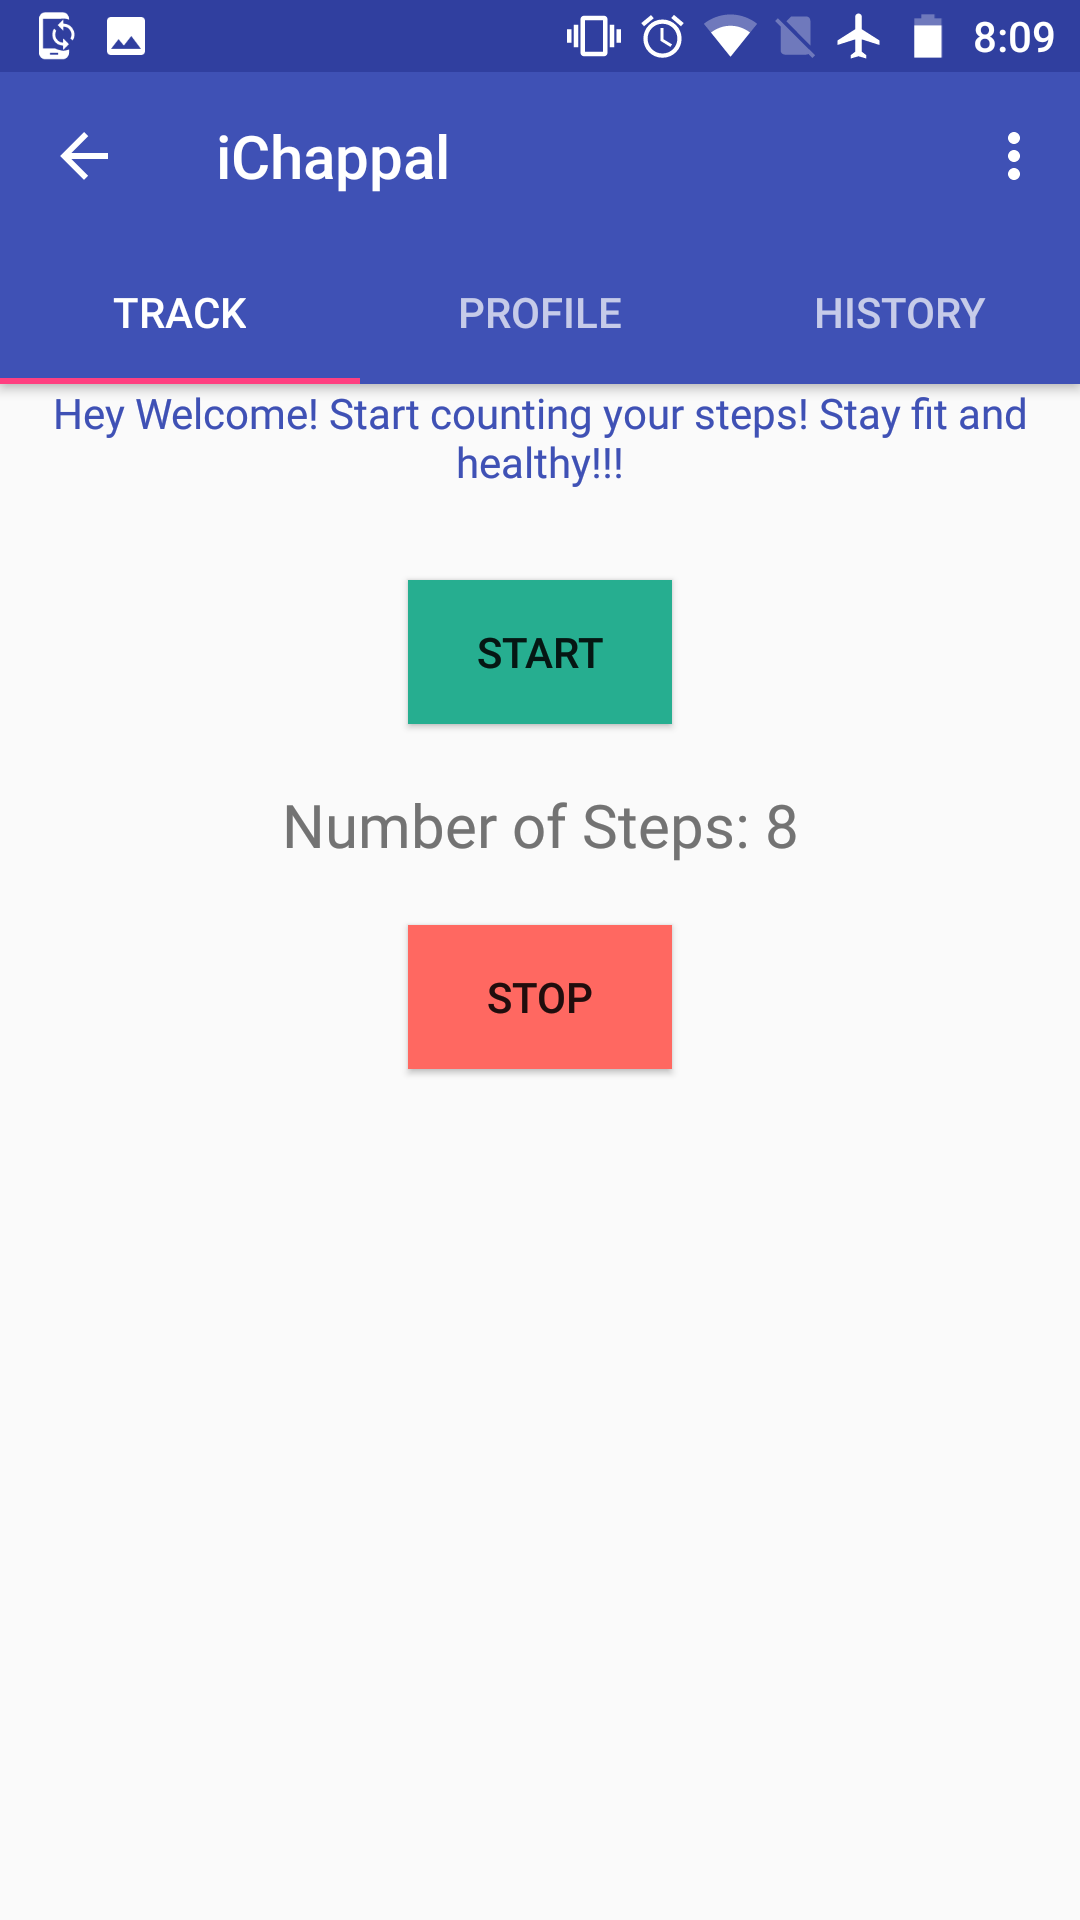 8:09
iChappal
TRACK PROFILE HISTORY
Hey Welcome! Start counting your steps! Stay fit and
healthy!!!
START
Number of Steps: 8
STOP